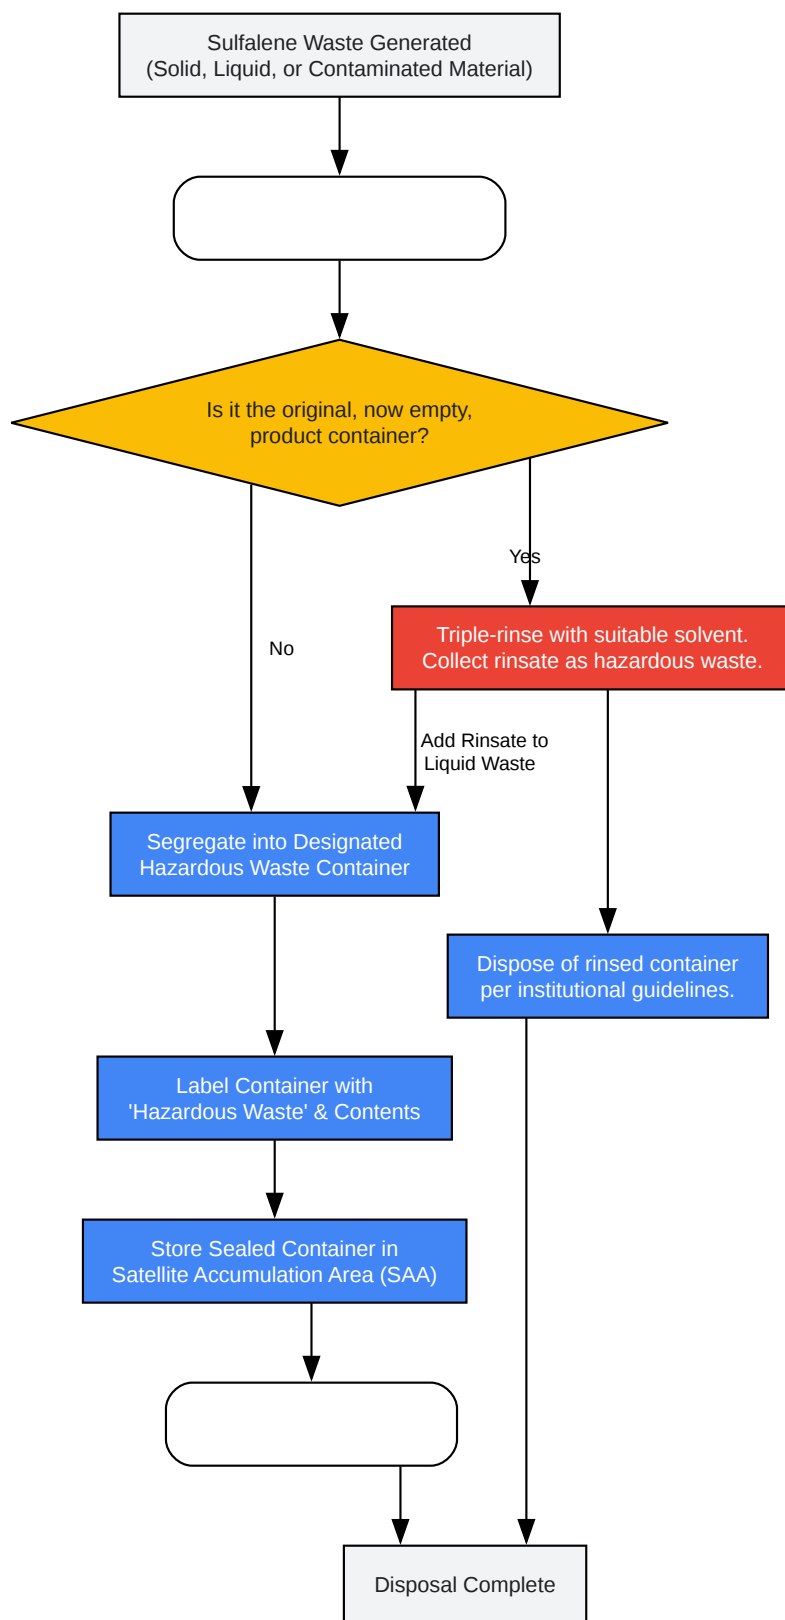 Sulfalene Waste Generated
(Solid, Liquid, or Contaminated Material)
Is it the original, now empty,
product container?
Yes
Triple-rinse with suitable solvent.
Collect rinsate as hazardous waste.
No
Add Rinsate to
Liquid Waste
Segregate into Designated
Hazardous Waste Container
Dispose of rinsed container
per institutional guidelines.
Label Container with
'Hazardous Waste' & Contents
Store Sealed Container in
Satellite Accumulation Area (SAA)
Disposal Complete